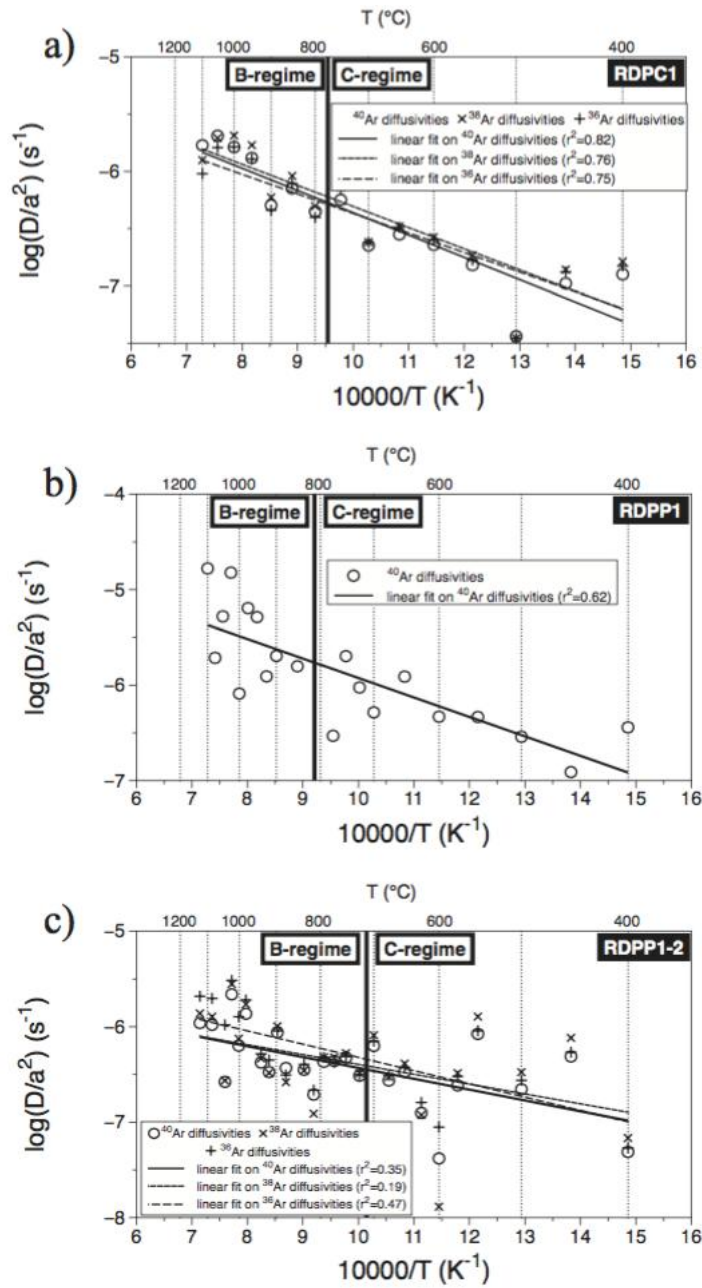 a)
T (°C)
1200 1000 800 600 400
B-regime C-regime RDPC1
⁴⁰Ar diffusivities × ³⁸Ar diffusivities + ³⁶Ar diffusivities
linear fit on ⁴⁰Ar diffusivities (r²=0.82)
linear fit on ³⁸Ar diffusivities (r²=0.76)
linear fit on ³⁶Ar diffusivities (r²=0.75)
log(D/a²) (s⁻¹)
−5
−6
−7
6 7 8 9 10 11 12 13 14 15 16
10000/T (K⁻¹)
b)
T (°C)
1200 1000 800 600 400
B-regime C-regime RDPP1
⁴⁰Ar diffusivities
linear fit on ⁴⁰Ar diffusivities (r²=0.62)
log(D/a²) (s⁻¹)
−4
−5
−6
−7
6 7 8 9 10 11 12 13 14 15 16
10000/T (K⁻¹)
c)
T (°C)
1200 1000 800 600 400
B-regime C-regime RDPP1-2
log(D/a²) (s⁻¹)
−5
−6
−7
−8
⁴⁰Ar diffusivities × ³⁸Ar diffusivities
+ ³⁶Ar diffusivities
linear fit on ⁴⁰Ar diffusivities (r²=0.35)
linear fit on ³⁸Ar diffusivities (r²=0.19)
linear fit on ³⁶Ar diffusivities (r²=0.47)
6 7 8 9 10 11 12 13 14 15 16
10000/T (K⁻¹)